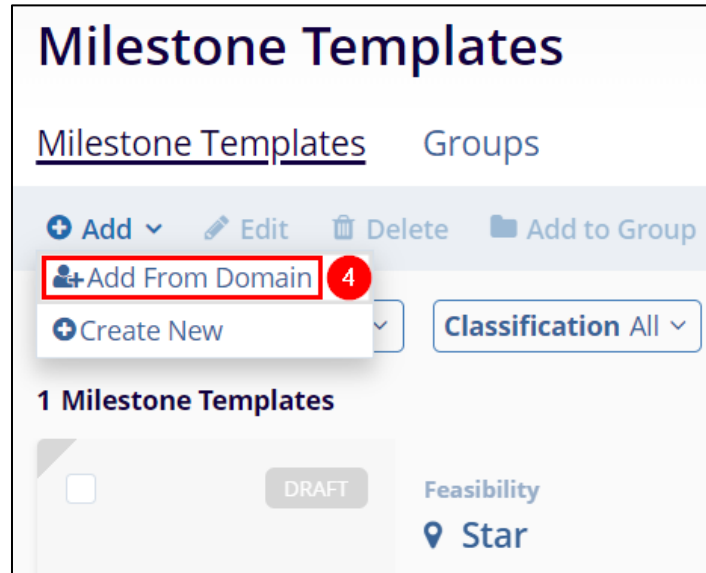 Milestone Templates
Milestone Templates Groups
Add Edit Delete Add to Group
Add From Domain 4
Create New
Classification All
1 Milestone Templates
DRAFT
Feasibility
Star